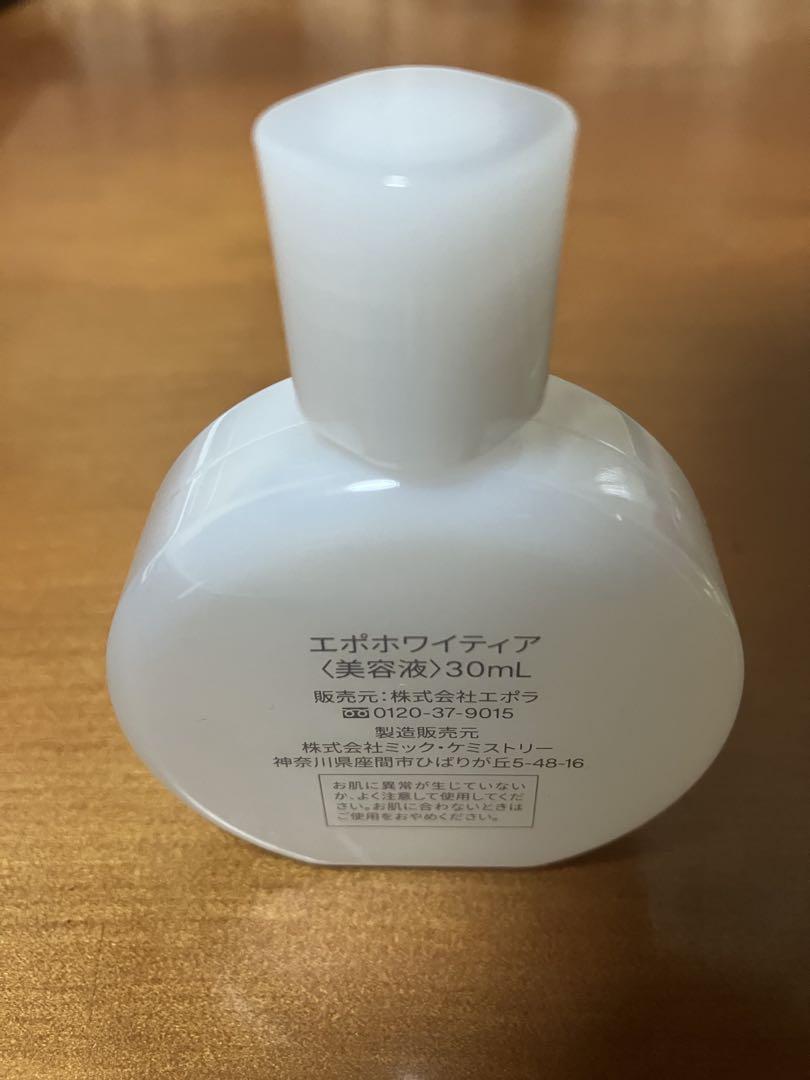 エポホワイティア
〈美容液〉30mL
販売元:株式会社エポラ
0120-37-9015
製造販売元
株式会社ミック・ケミストリー
神奈川県座間市ひばりが丘5-48-16
お肌に異常が生じていない
か、よく注意して使用してくだ
さい。お肌に合わないときは
ご使用をおやめください。